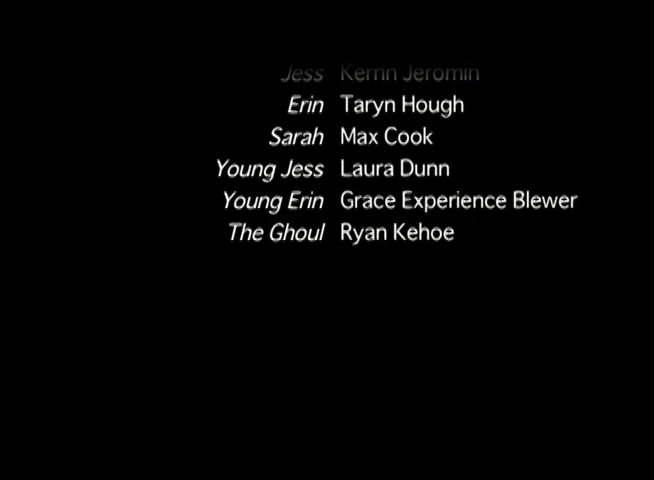 Jess Kerrin Jeromin
Erin Taryn Hough
Sarah Max Cook
Young Jess Laura Dunn
Young Erin Grace Experience Blewer
The Ghoul Ryan Kehoe